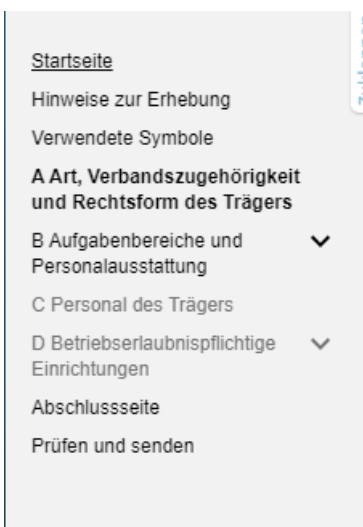 Startseite
Hinweise zur Erhebung
Verwendete Symbole
A Art, Verbandszugehörigkeit
und Rechtsform des Trägers
B Aufgabenbereiche und
Personalausstattung
C Personal des Trägers
D Betriebserlaubnispflichtige
Einrichtungen
Abschlussseite
Prüfen und senden